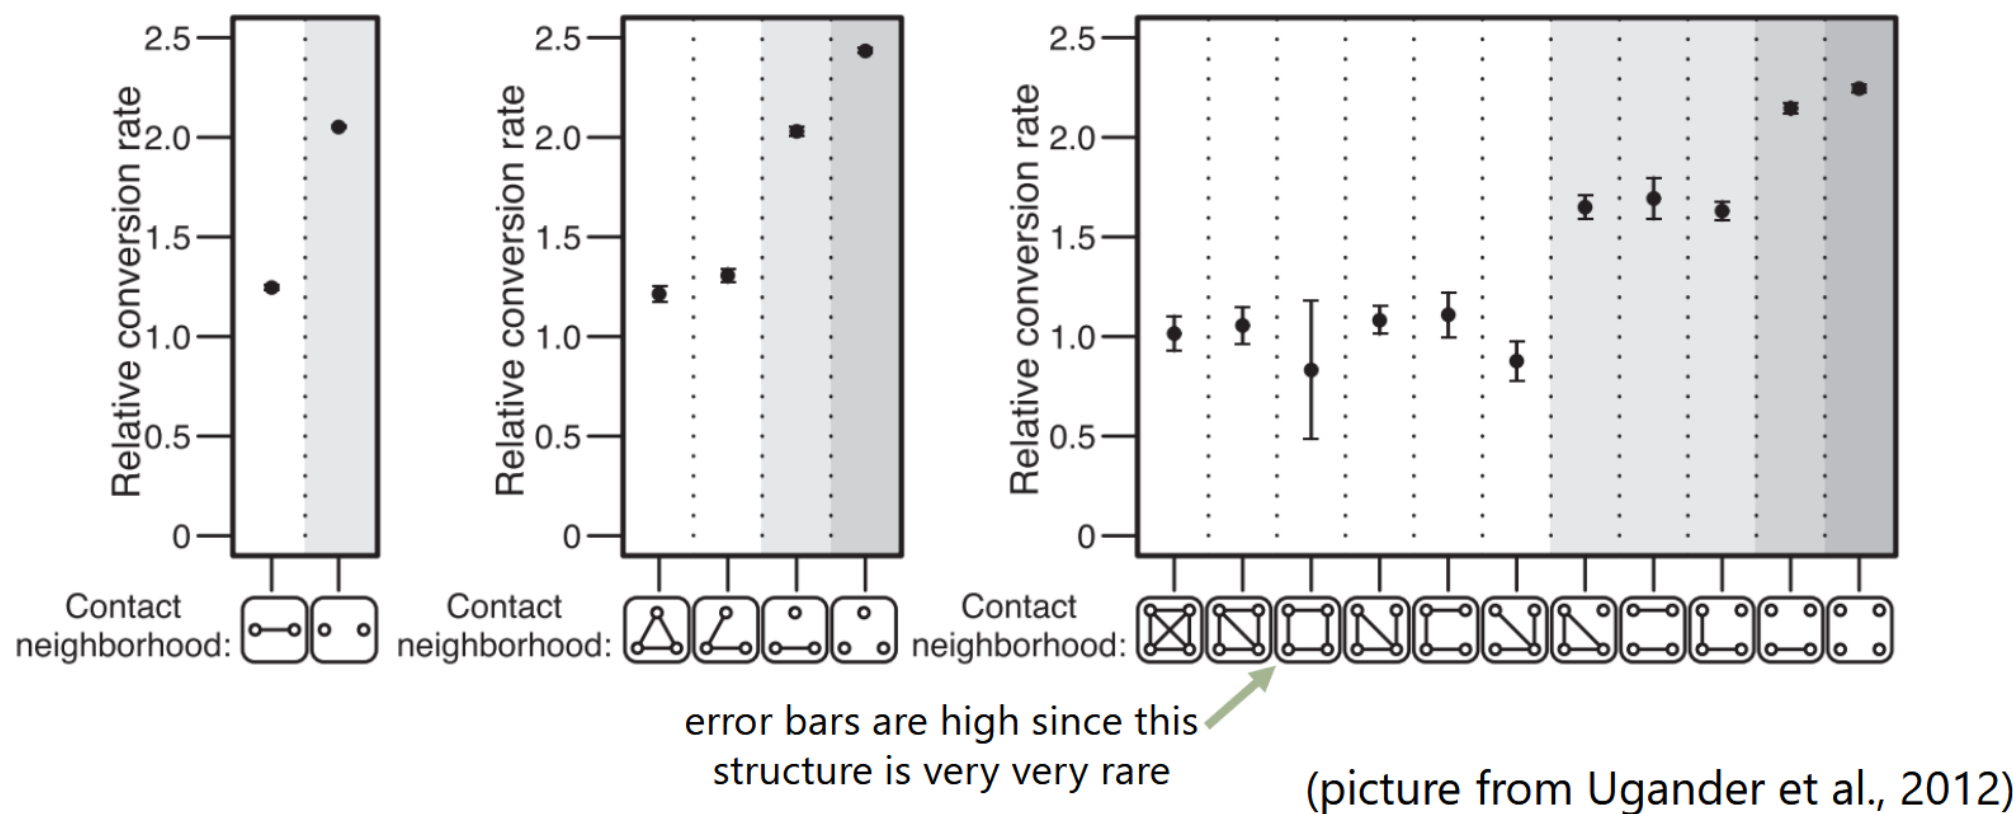 2.5
2.0
1.5
1.0
0.5
0
Relative conversion rate
Contact
neighborhood:
2.5
2.0
1.5
1.0
0.5
0
Relative conversion rate
Contact
neighborhood:
2.5
2.0
1.5
1.0
0.5
0
Relative conversion rate
Contact
neighborhood:
error bars are high since this
structure is very very rare
(picture from Ugander et al., 2012)